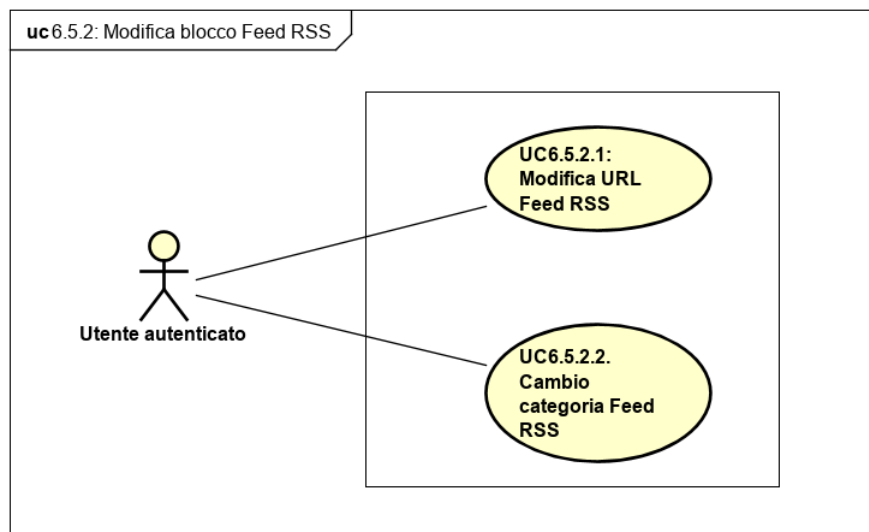 uc 6.5.2: Modifica blocco Feed RSS
UC6.5.2.1:
Modifica URL
Feed RSS
Utente autenticato
UC6.5.2.2.
Cambio
categoria Feed
RSS